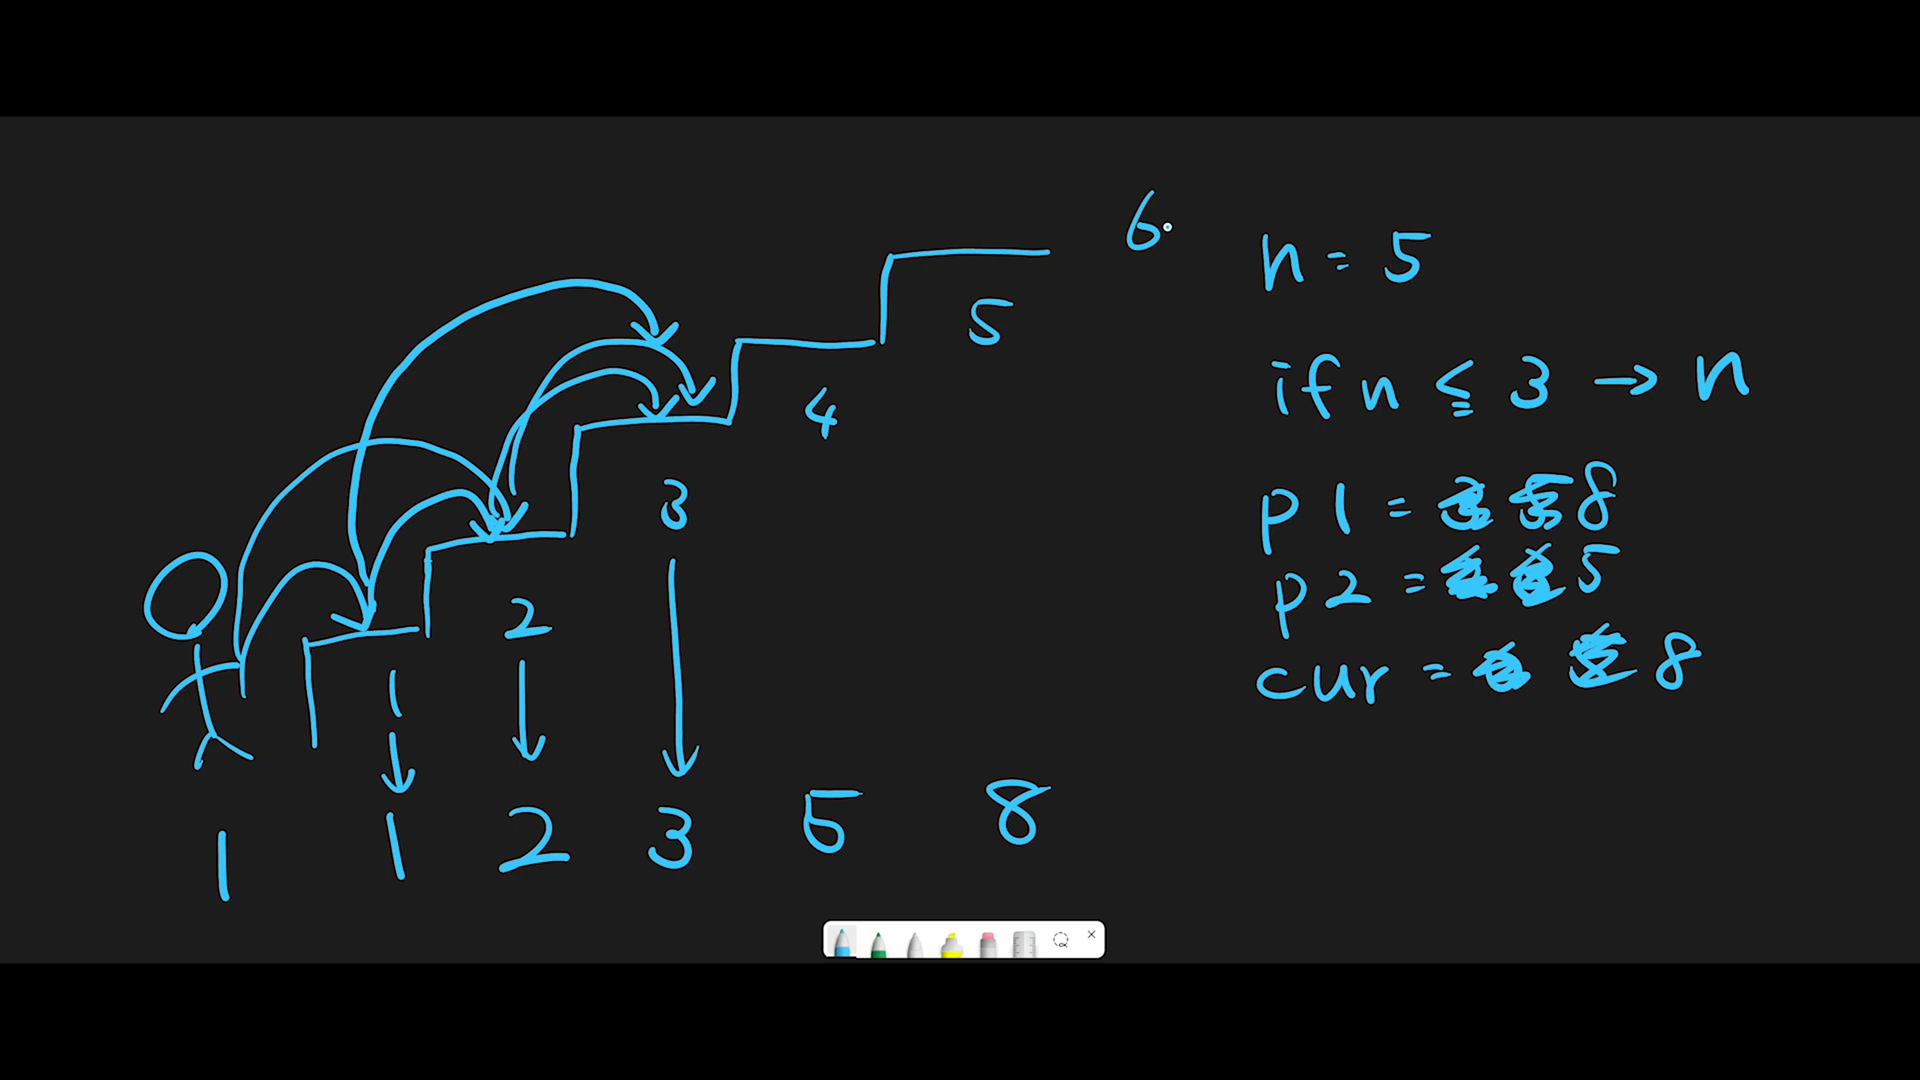 6
n = 5
5
if n ≤ 3 → n
4
3
p1 = 8
p2 = 5
2
cur = 8
1
1 1 2 3 5 8